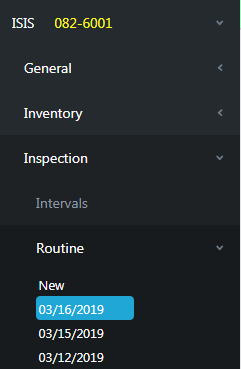 ISIS 082-6001
General
Inventory
Inspection
Intervals
Routine
New
03/16/2019
03/15/2019
03/12/2019